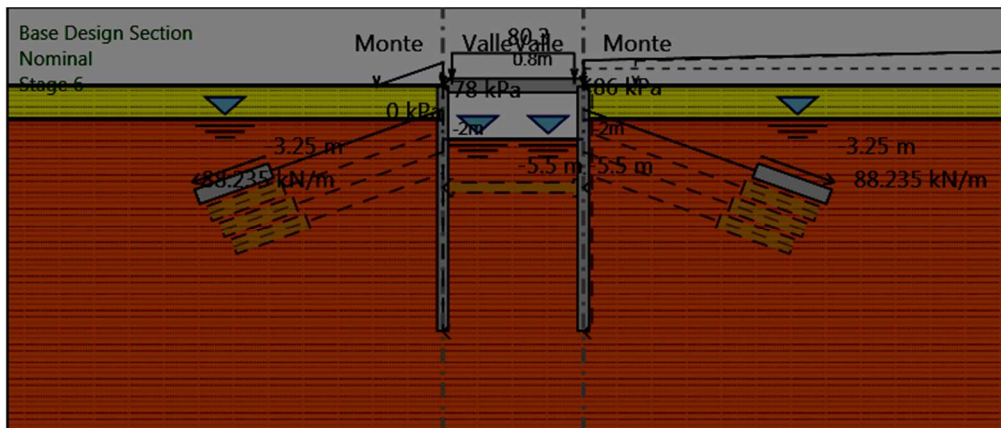 Base Design Section
Nominal
Stage 6
Monte
Valle
Valle
Monte
80.2
0.8m
78 kPa
86 kPa
0 kPa
-2m
-2m
-3.25 m
-3.25 m
-5.5 m
-5.5 m
88.235 kN/m
88.235 kN/m